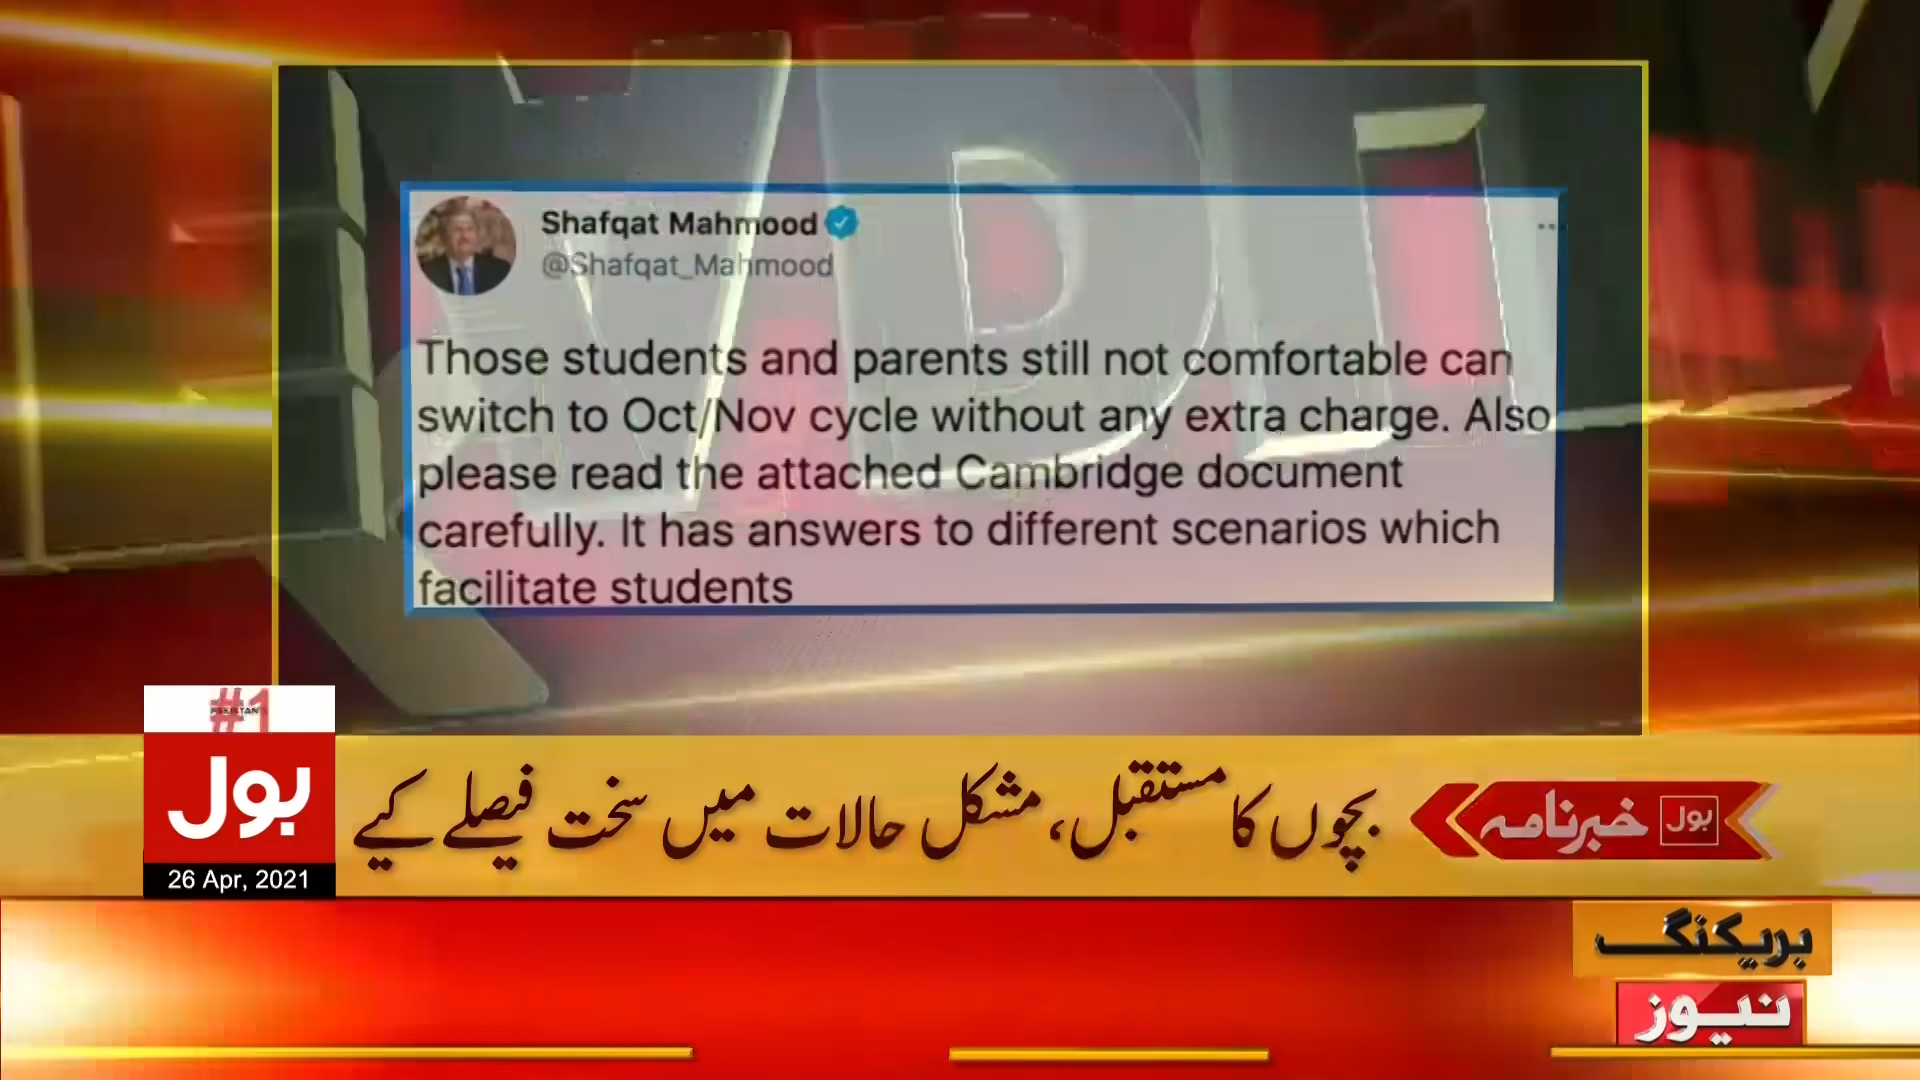 Shafqat Mahmood
@Shafqat_Mahmood
Those students and parents still not comfortable can
switch to Oct/Nov cycle without any extra charge. Also
please read the attached Cambridge document
carefully. It has answers to different scenarios which
facilitate students
#1
PAKISTAN
بول
26 Apr, 2021
بچوں کا مستقبل، مشکل حالات میں سخت فیصلے کیے
بول خبرنامہ
بریکنگ
نیوز